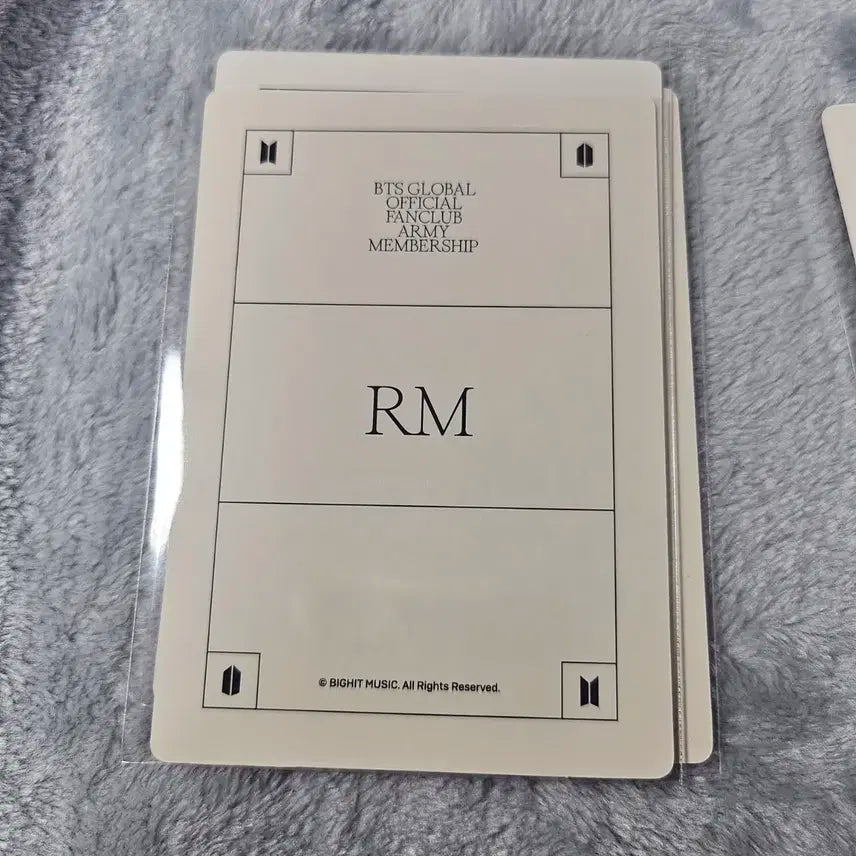 BTS GLOBAL
OFFICIAL
FANCLUB
ARMY
MEMBERSHIP
RM
© BIGHIT MUSIC. All Rights Reserved.